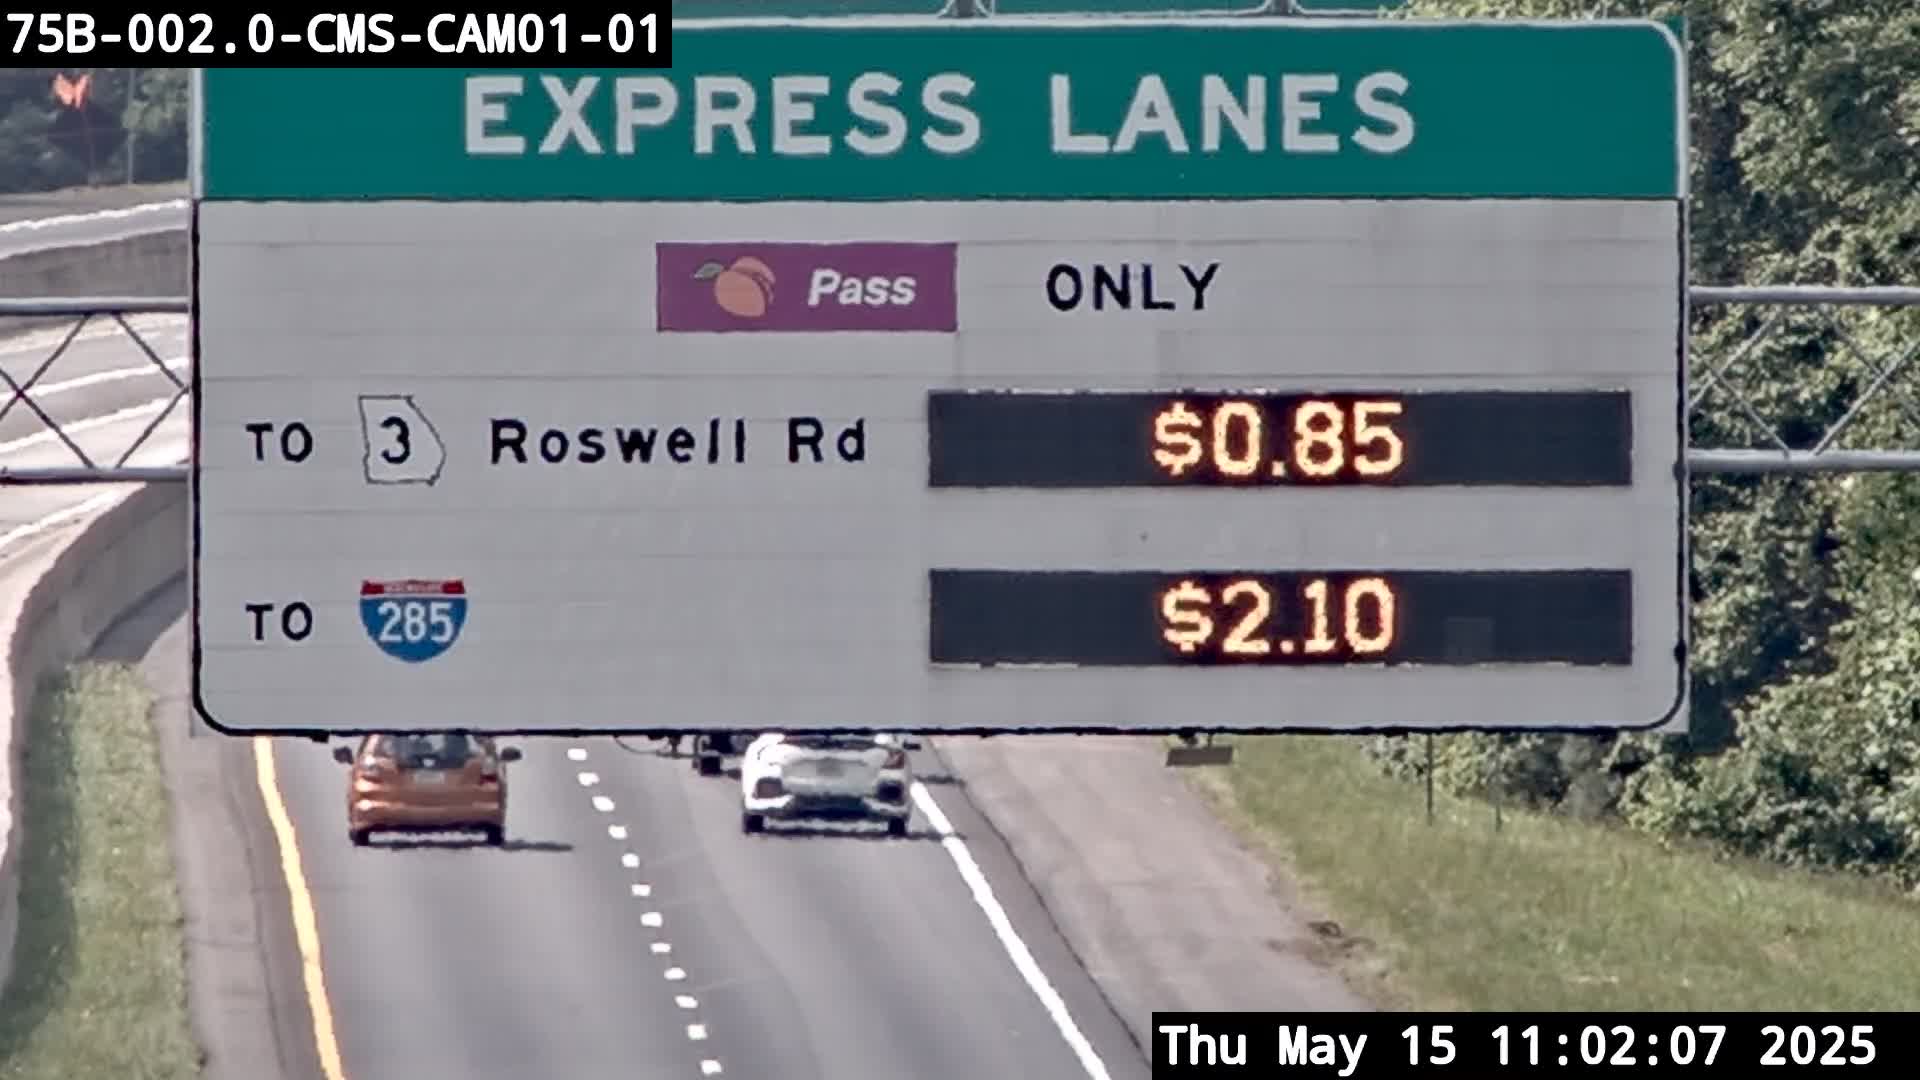 75B-002.0-CMS-CAM01-01
EXPRESS LANES
Pass ONLY
TO 3 Roswell Rd $0.85
TO 285 $2.10
Thu May 15 11:02:07 2025